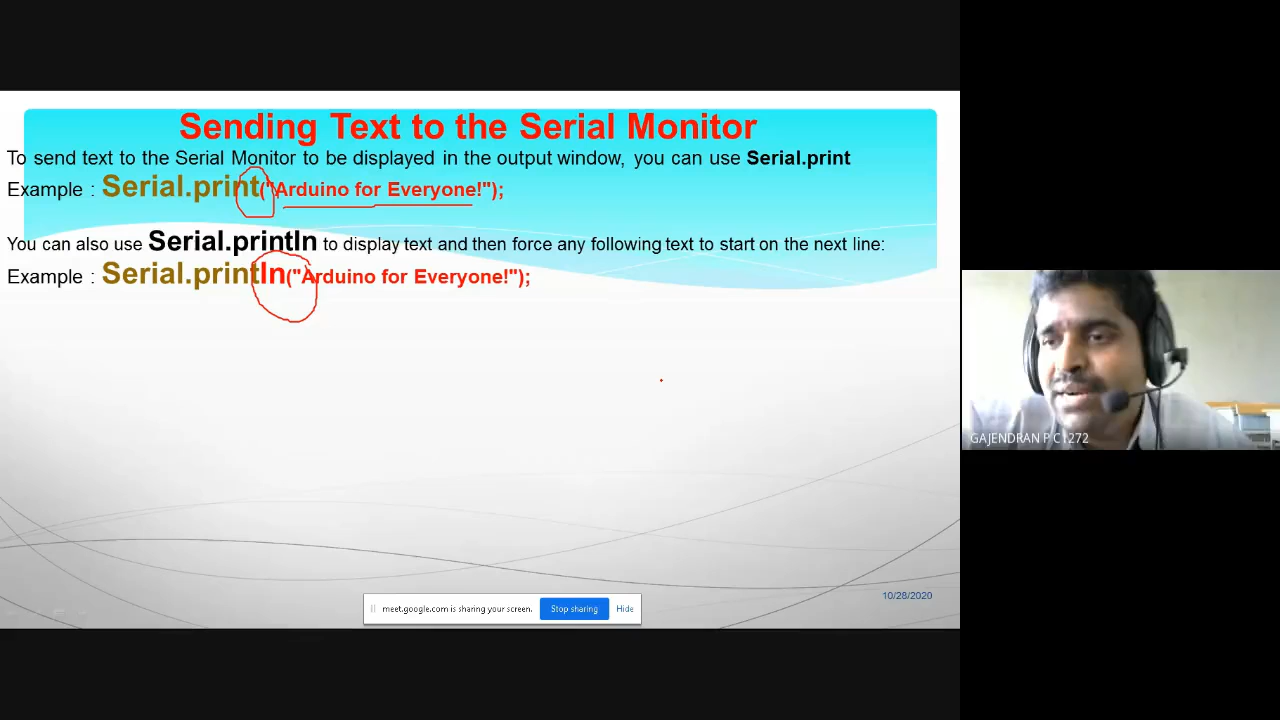 Sending Text to the Serial Monitor
To send text to the Serial Monitor to be displayed in the output window, you can use Serial.print
Example : Serial.print("Arduino for Everyone!");
You can also use Serial.println to display text and then force any following text to start on the next line:
Example : Serial.println("Arduino for Everyone!");
GAJENDRAN P C1272
10/28/2020
meet.google.com is sharing your screen. Stop sharing Hide